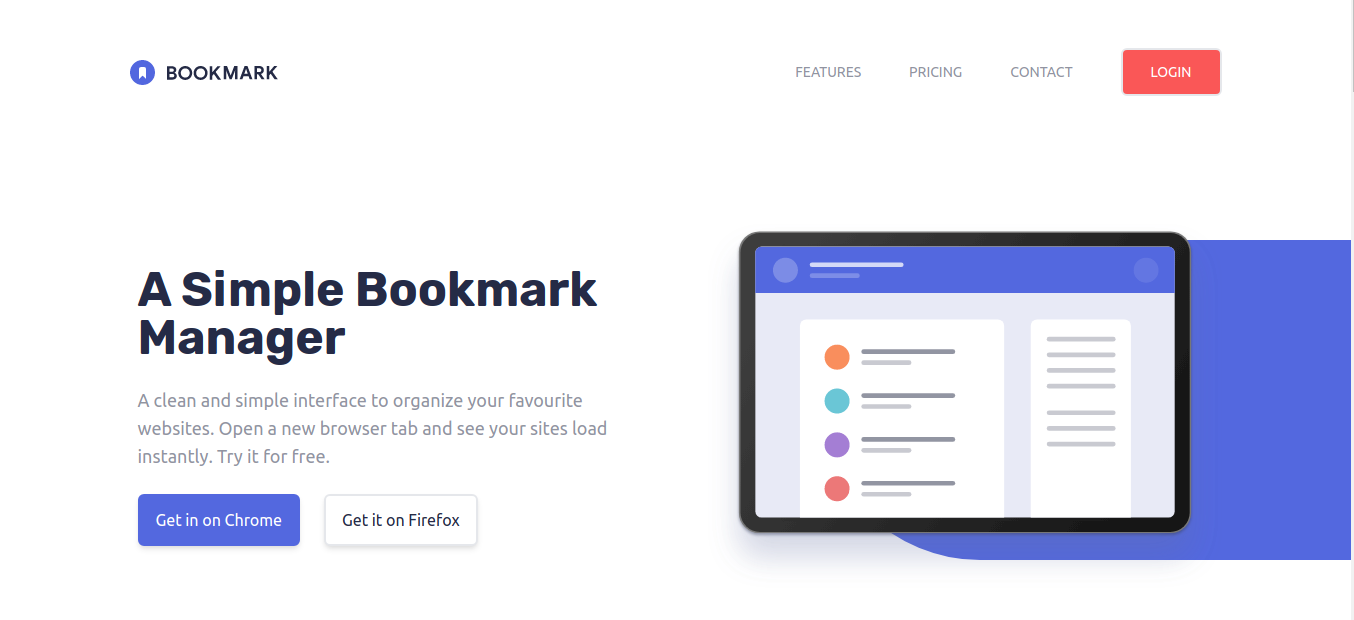 BOOKMARK
FEATURES PRICING CONTACT LOGIN
A Simple Bookmark
Manager
A clean and simple interface to organize your favourite
websites. Open a new browser tab and see your sites load
instantly. Try it for free.
Get in on Chrome Get it on Firefox